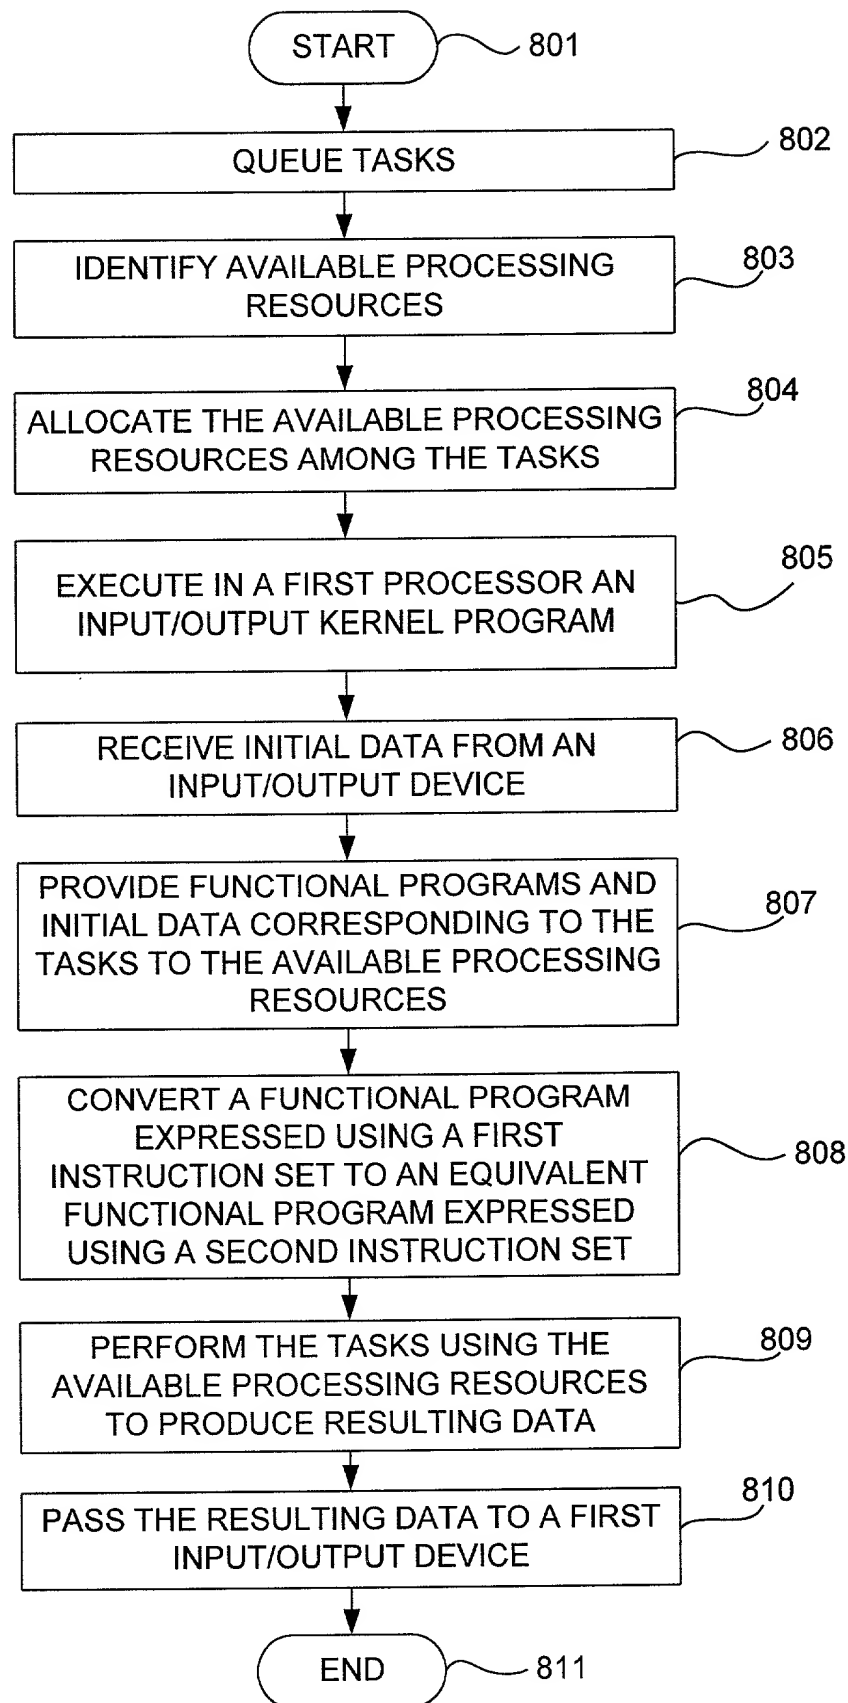 START
801
QUEUE TASKS
802
IDENTIFY AVAILABLE PROCESSING
RESOURCES
803
ALLOCATE THE AVAILABLE PROCESSING
RESOURCES AMONG THE TASKS
804
EXECUTE IN A FIRST PROCESSOR AN
INPUT/OUTPUT KERNEL PROGRAM
805
RECEIVE INITIAL DATA FROM AN
INPUT/OUTPUT DEVICE
806
PROVIDE FUNCTIONAL PROGRAMS AND
INITIAL DATA CORRESPONDING TO THE
TASKS TO THE AVAILABLE PROCESSING
RESOURCES
807
CONVERT A FUNCTIONAL PROGRAM
EXPRESSED USING A FIRST
INSTRUCTION SET TO AN EQUIVALENT
FUNCTIONAL PROGRAM EXPRESSED
USING A SECOND INSTRUCTION SET
808
PERFORM THE TASKS USING THE
AVAILABLE PROCESSING RESOURCES
TO PRODUCE RESULTING DATA
809
PASS THE RESULTING DATA TO A FIRST
INPUT/OUTPUT DEVICE
810
END
811